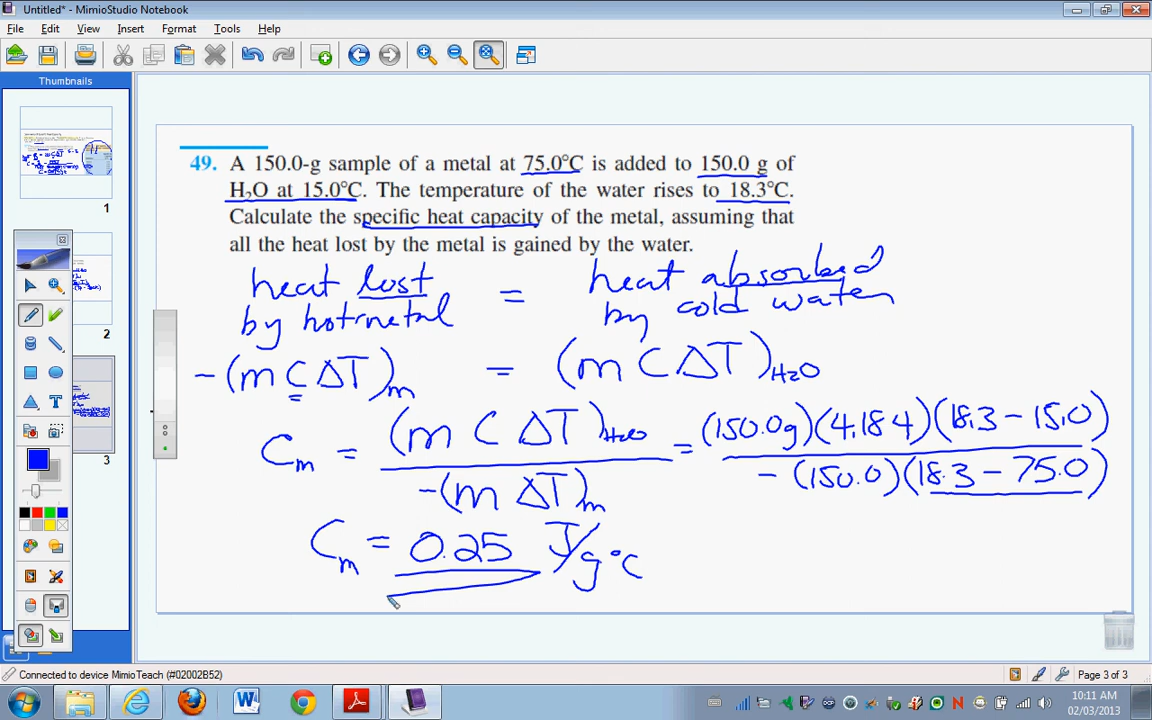 Untitled* - MimioStudio Notebook
File Edit View Insert Format Tools Help
Thumbnails
1
2
3
49. A 150.0-g sample of a metal at 75.0°C is added to 150.0 g of
H₂O at 15.0°C. The temperature of the water rises to 18.3°C.
Calculate the specific heat capacity of the metal, assuming that
all the heat lost by the metal is gained by the water.
heat lost = heat absorbed
by hot metal by cold water
-(m C ΔT)m = (m C ΔT)H₂O
Cm = (m C ΔT)H₂O / -(m ΔT)m = (150.0g)(4.184)(18.3 - 15.0) / -(150.0)(18.3 - 75.0)
Cm = 0.25 J/g°C
Connected to device MimioTeach (#02002B52)
Page 3 of 3
10:11 AM
02/03/2013